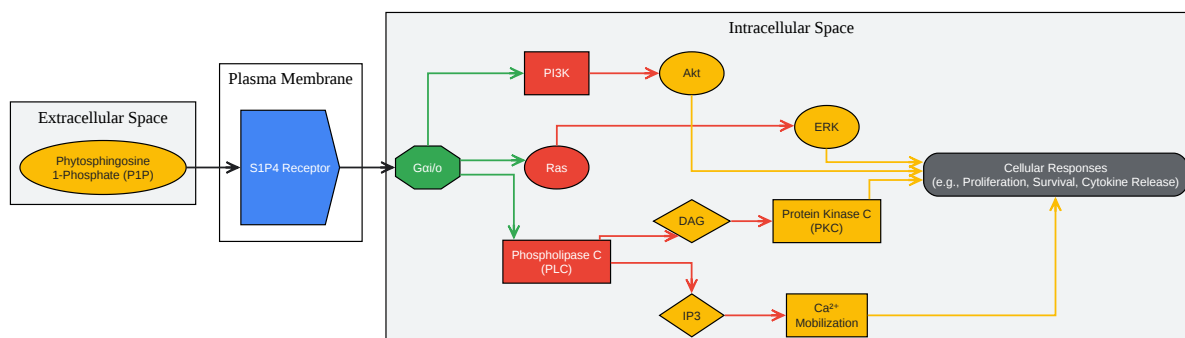 Intracellular Space
Plasma Membrane
Extracellular Space
Phytosphingosine
1-Phosphate (P1P)
S1P4 Receptor
Gαi/o
PI3K
Akt
Ras
ERK
Phospholipase C
(PLC)
DAG
Protein Kinase C
(PKC)
IP3
Ca²⁺
Mobilization
Cellular Responses
(e.g., Proliferation, Survival, Cytokine Release)